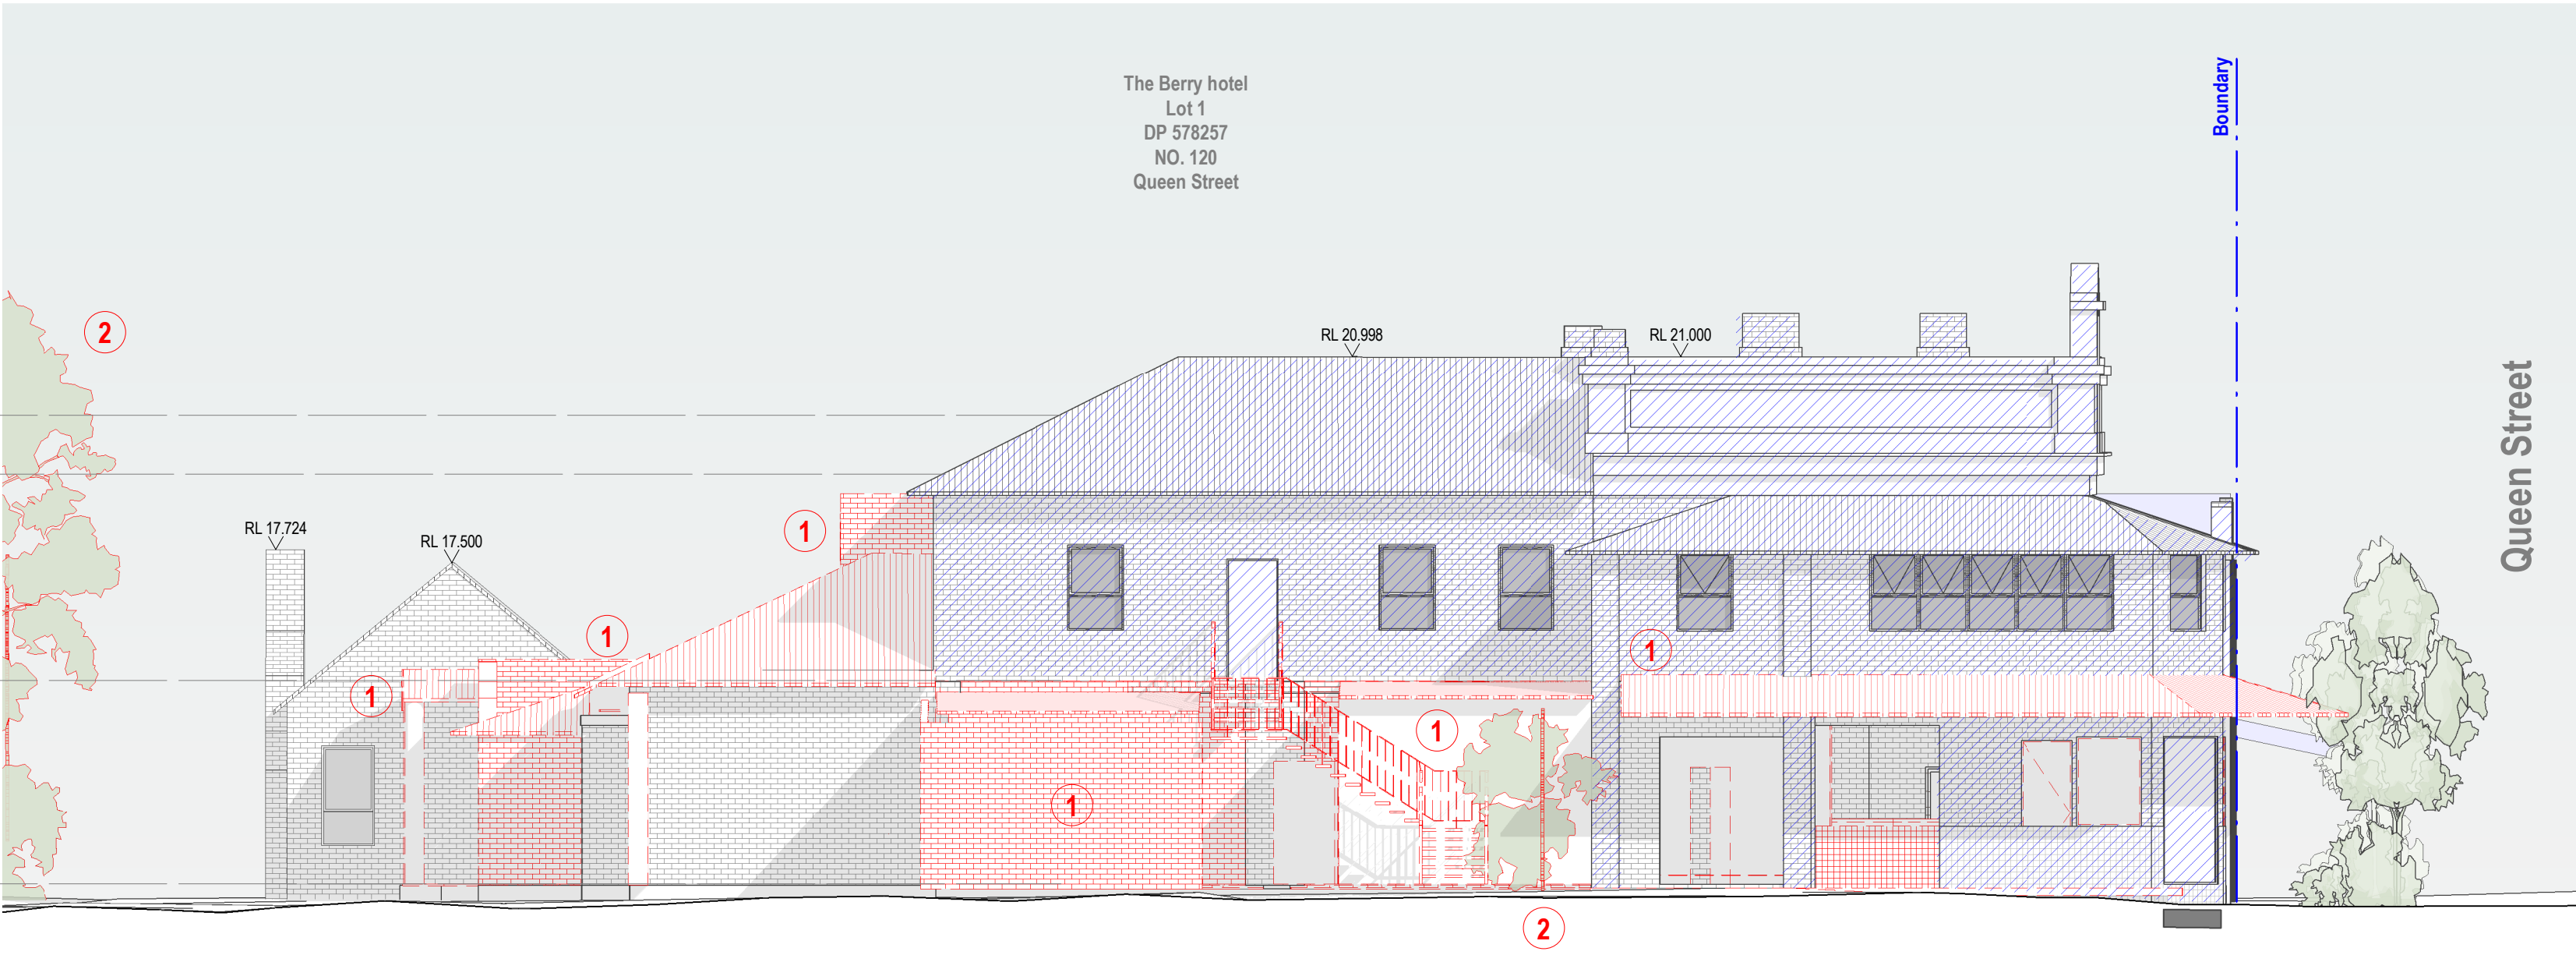 The Berry hotel
Lot 1
DP 578257
NO. 120
Queen Street
Boundary
2
RL 20.998
RL 21.000
Queen Street
RL 17.724
1
RL 17.500
1
1
1
1
1
2